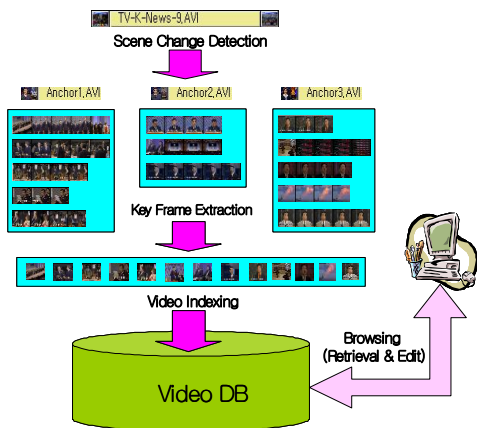 TV-K-News-9.AVI
Scene Change Detection
Anchor1.AVI
Anchor2.AVI
Anchor3.AVI
Key Frame Extraction
Video Indexing
Browsing
(Retrieval & Edit)
Video DB